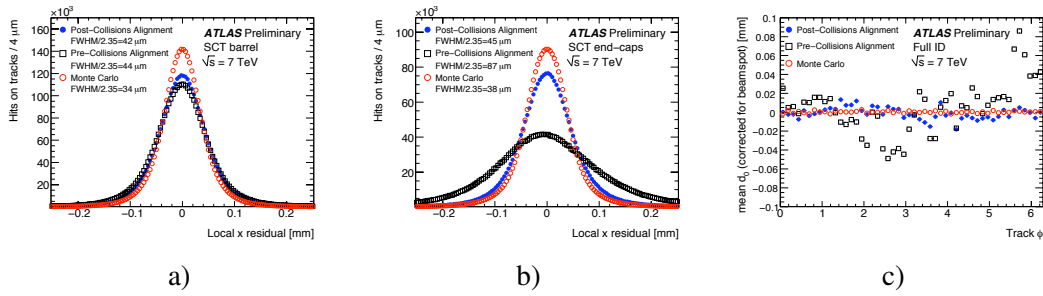 ×10³
Hits on tracks / 4 μm
160
140
120
100
80
60
40
20
Post–Collisions Alignment
FWHM/2.35=42 μm
Pre–Collisions Alignment
FWHM/2.35=44 μm
Monte Carlo
FWHM/2.35=34 μm
ATLAS Preliminary
SCT barrel
√s = 7 TeV
−0.2 −0.1 0 0.1 0.2
Local x residual [mm]
a)
×10³
Hits on tracks / 4 μm
100
80
60
40
20
Post–Collisions Alignment
FWHM/2.35=45 μm
Pre–Collisions Alignment
FWHM/2.35=87 μm
Monte Carlo
FWHM/2.35=38 μm
ATLAS Preliminary
SCT end–caps
√s = 7 TeV
−0.2 −0.1 0 0.1 0.2
Local x residual [mm]
b)
mean d₀ (corrected for beamspot) [mm]
0.1
0.08
0.06
0.04
0.02
0
−0.02
−0.04
−0.06
−0.08
−0.1
Post–Collisions Alignment
Pre–Collisions Alignment
Monte Carlo
ATLAS Preliminary
Full ID
√s = 7 TeV
0 1 2 3 4 5 6
Track ϕ
c)